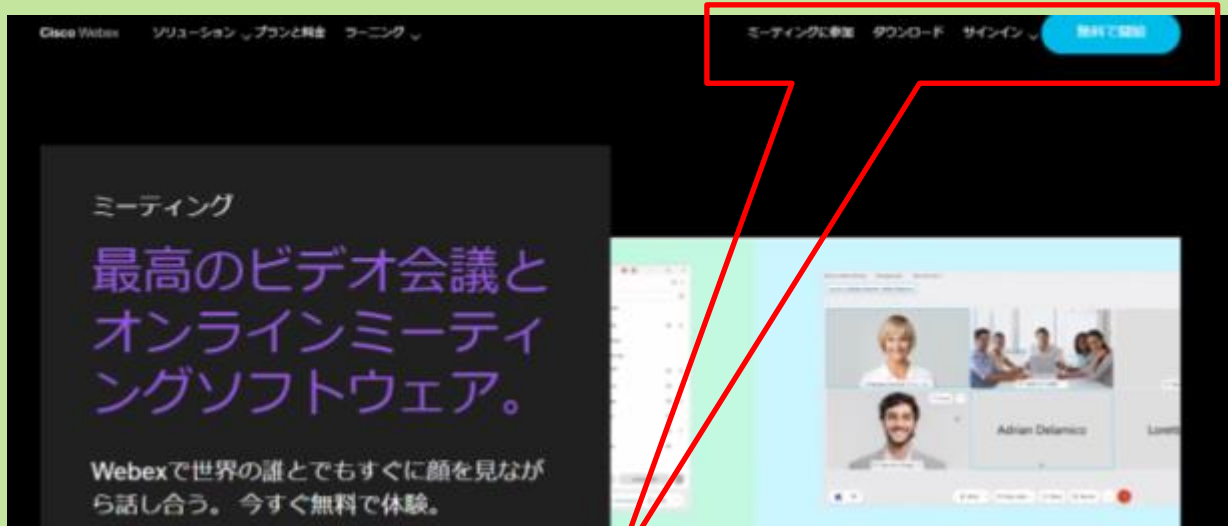 Cisco Webex ソリューション プランと料金 ラーニング
ミーティングに参加 ダウンロード サインイン 無料で開始
ミーティング
最高のビデオ会議と
オンラインミーティ
ングソフトウェア。
Webexで世界の誰とでもすぐに顔を見なが
ら話し合う。 今すぐ無料で体験。
Adrian Delamico